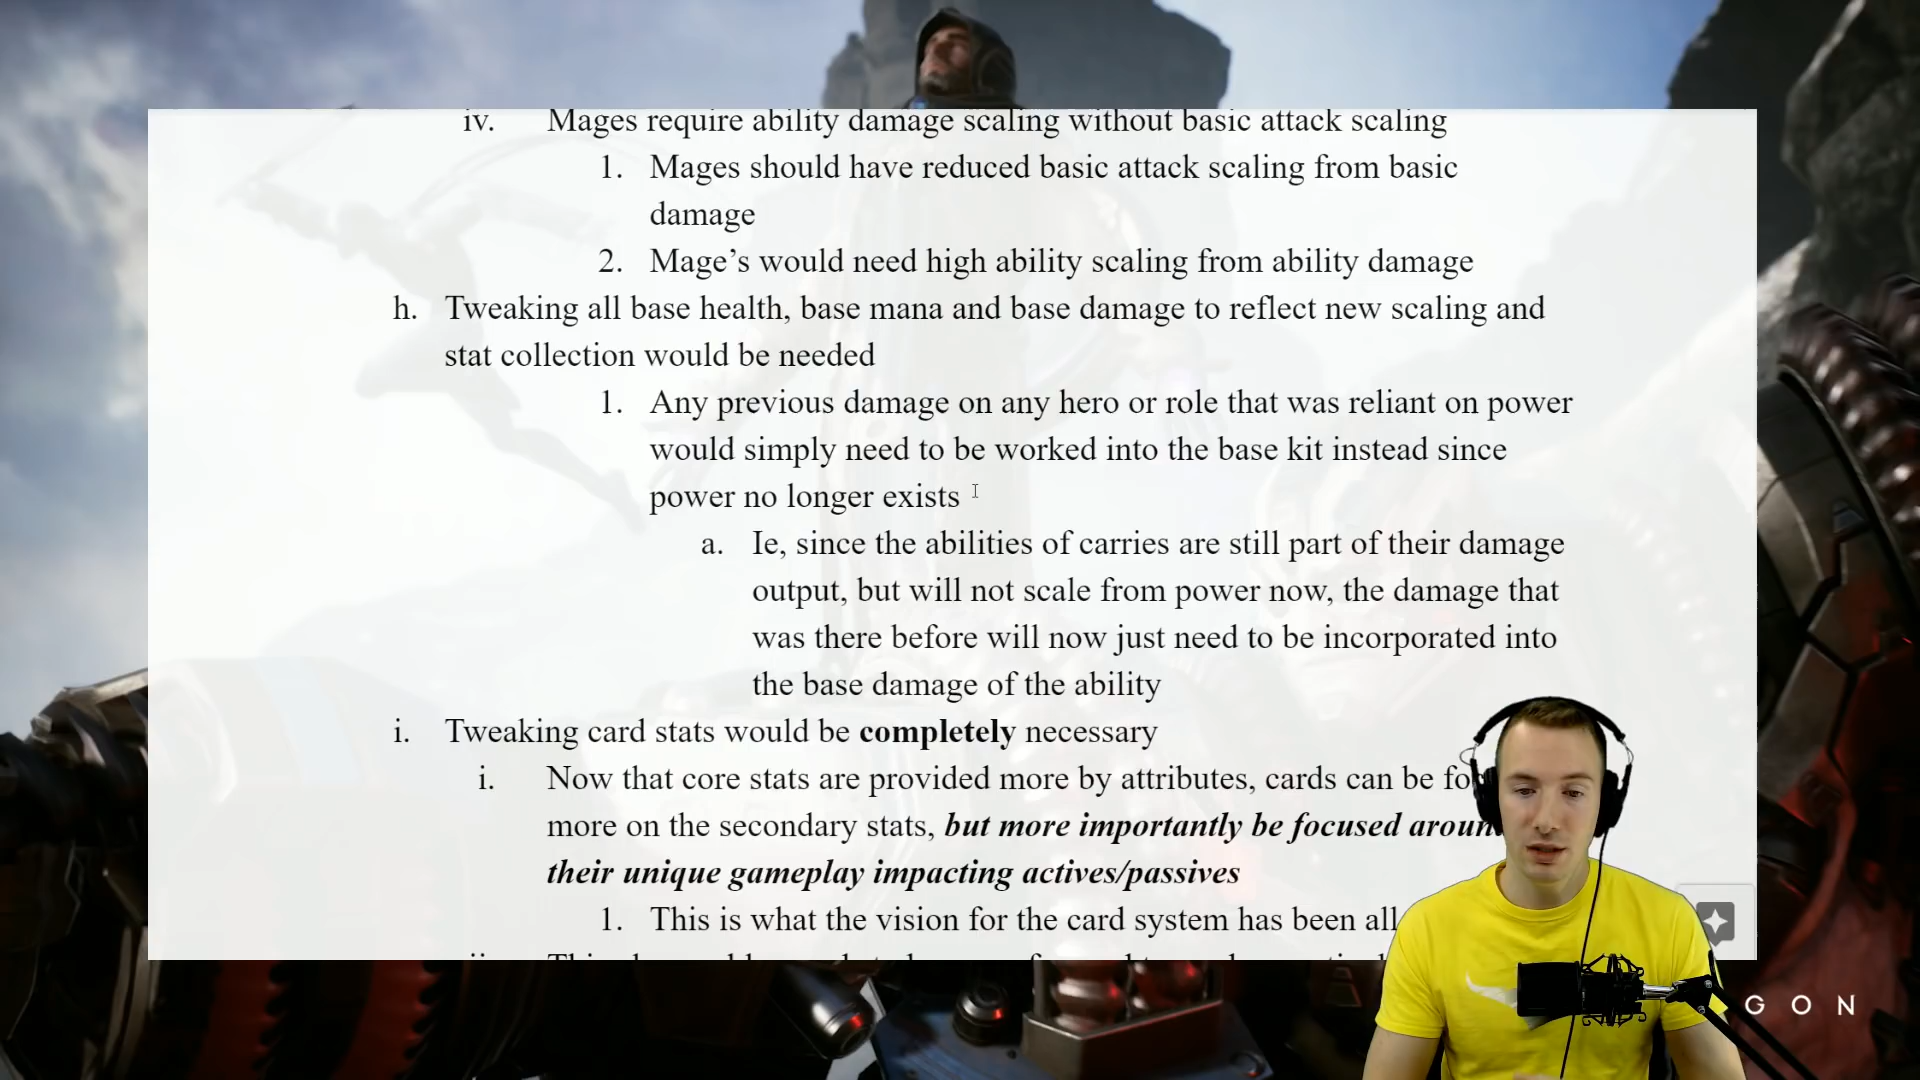 iv. Mages require ability damage scaling without basic attack scaling
1. Mages should have reduced basic attack scaling from basic
damage
2. Mage’s would need high ability scaling from ability damage
h. Tweaking all base health, base mana and base damage to reflect new scaling and
stat collection would be needed
1. Any previous damage on any hero or role that was reliant on power
would simply need to be worked into the base kit instead since
power no longer exists
a. Ie, since the abilities of carries are still part of their damage
output, but will not scale from power now, the damage that
was there before will now just need to be incorporated into
the base damage of the ability
i. Tweaking card stats would be completely necessary
i. Now that core stats are provided more by attributes, cards can be
more on the secondary stats, but more importantly be focused
their unique gameplay impacting actives/passives
1. This is what the vision for the card system has been all
GON